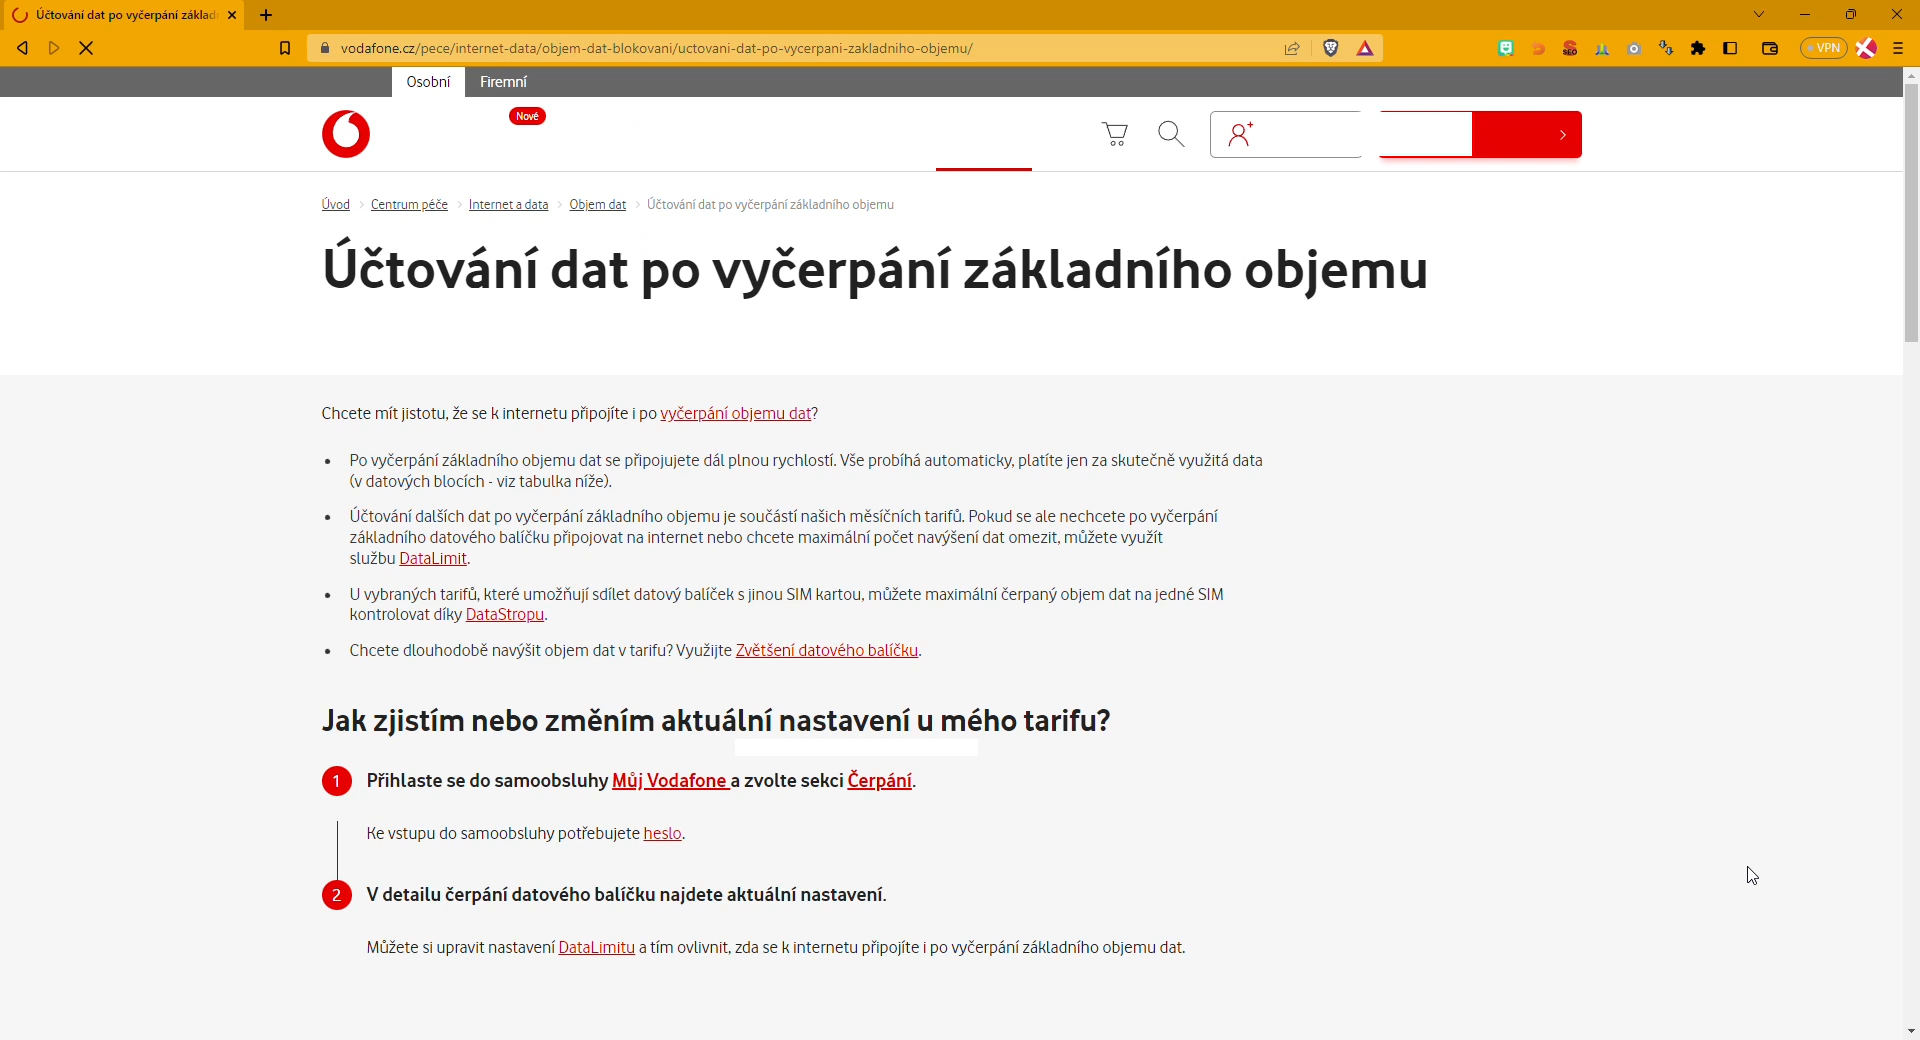 Účtování dat po vyčerpání základ
vodafone.cz/pece/internet-data/objem-dat-blokovani/uctovani-dat-po-vycerpani-zakladniho-objemu/
SEO
VPN
Osobní Firemní
Nové
Úvod Centrum péče Internet a data Objem dat Účtování dat po vyčerpání základního objemu
Účtování dat po vyčerpání základního objemu
Chcete mít jistotu, že se k internetu připojíte i po vyčerpání objemu dat?
• Po vyčerpání základního objemu dat se připojujete dál plnou rychlostí. Vše probíhá automaticky, platíte jen za skutečně využitá data
(v datových blocích - viz tabulka níže).
• Účtování dalších dat po vyčerpání základního objemu je součástí našich měsíčních tarifů. Pokud se ale nechcete po vyčerpání
základního datového balíčku připojovat na internet nebo chcete maximální počet navýšení dat omezit, můžete využít
službu DataLimit.
• U vybraných tarifů, které umožňují sdílet datový balíček s jinou SIM kartou, můžete maximální čerpaný objem dat na jedné SIM
kontrolovat díky DataStropu.
• Chcete dlouhodobě navýšit objem dat v tarifu? Využijte Zvětšení datového balíčku.
Jak zjistím nebo změním aktuální nastavení u mého tarifu?
1 Přihlaste se do samoobsluhy Můj Vodafone a zvolte sekci Čerpání.
Ke vstupu do samoobsluhy potřebujete heslo.
2 V detailu čerpání datového balíčku najdete aktuální nastavení.
Můžete si upravit nastavení DataLimitu a tím ovlivnit, zda se k internetu připojíte i po vyčerpání základního objemu dat.